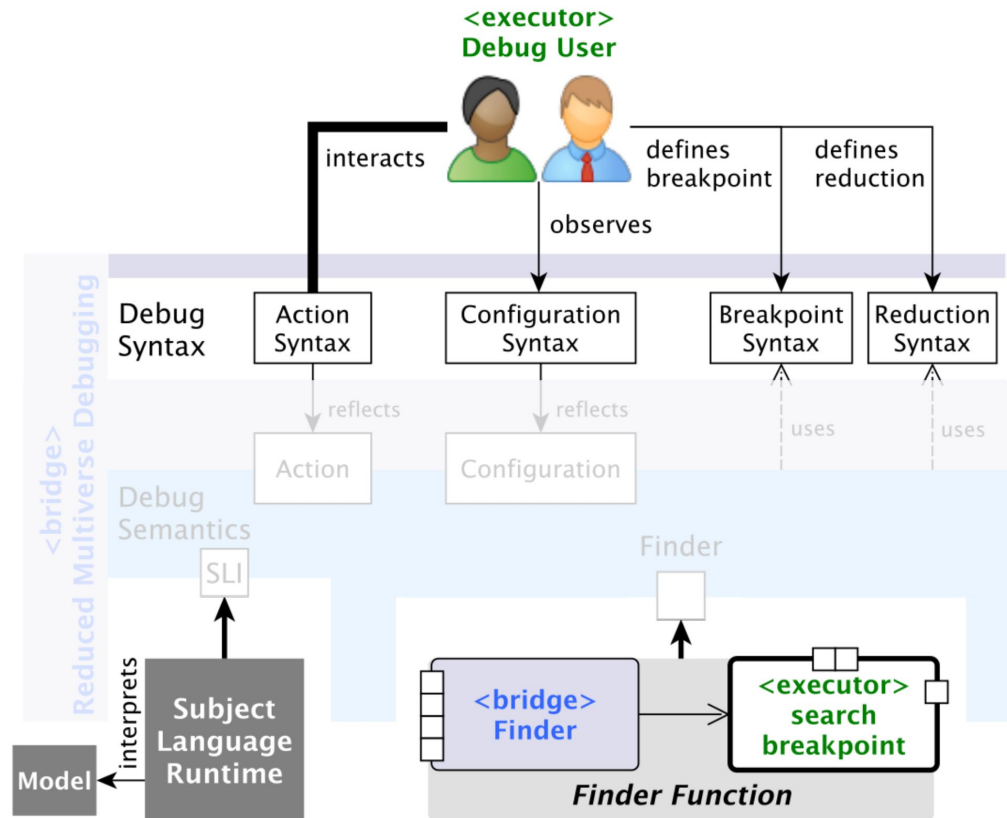 <executor>
Debug User
interacts
defines
breakpoint
defines
reduction
observes
<bridge>
Reduced Multiverse Debugging
Debug
Syntax
Action
Syntax
Configuration
Syntax
Breakpoint
Syntax
Reduction
Syntax
reflects
reflects
uses
uses
Action
Configuration
Debug
Semantics
SLI
Finder
interprets
Subject
Language
Runtime
Model
<bridge>
Finder
<executor>
search
breakpoint
Finder Function